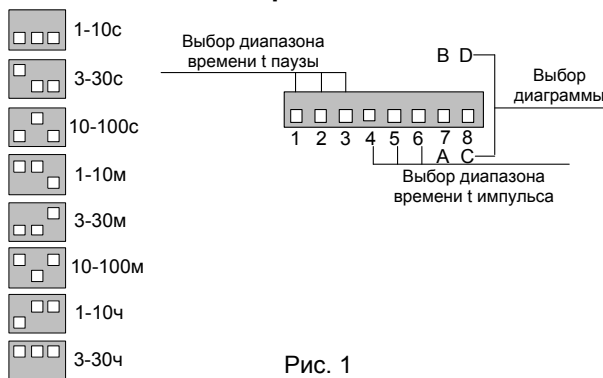 1-10с
3-30с
10-100с
1-10м
3-30м
10-100м
1-10ч
3-30ч
Выбор диапазона
времени t паузы
B D
Выбор
диаграммы
1 2 3 4 5 6 7 8
A C
Выбор диапазона
времени t импульса
Рис. 1